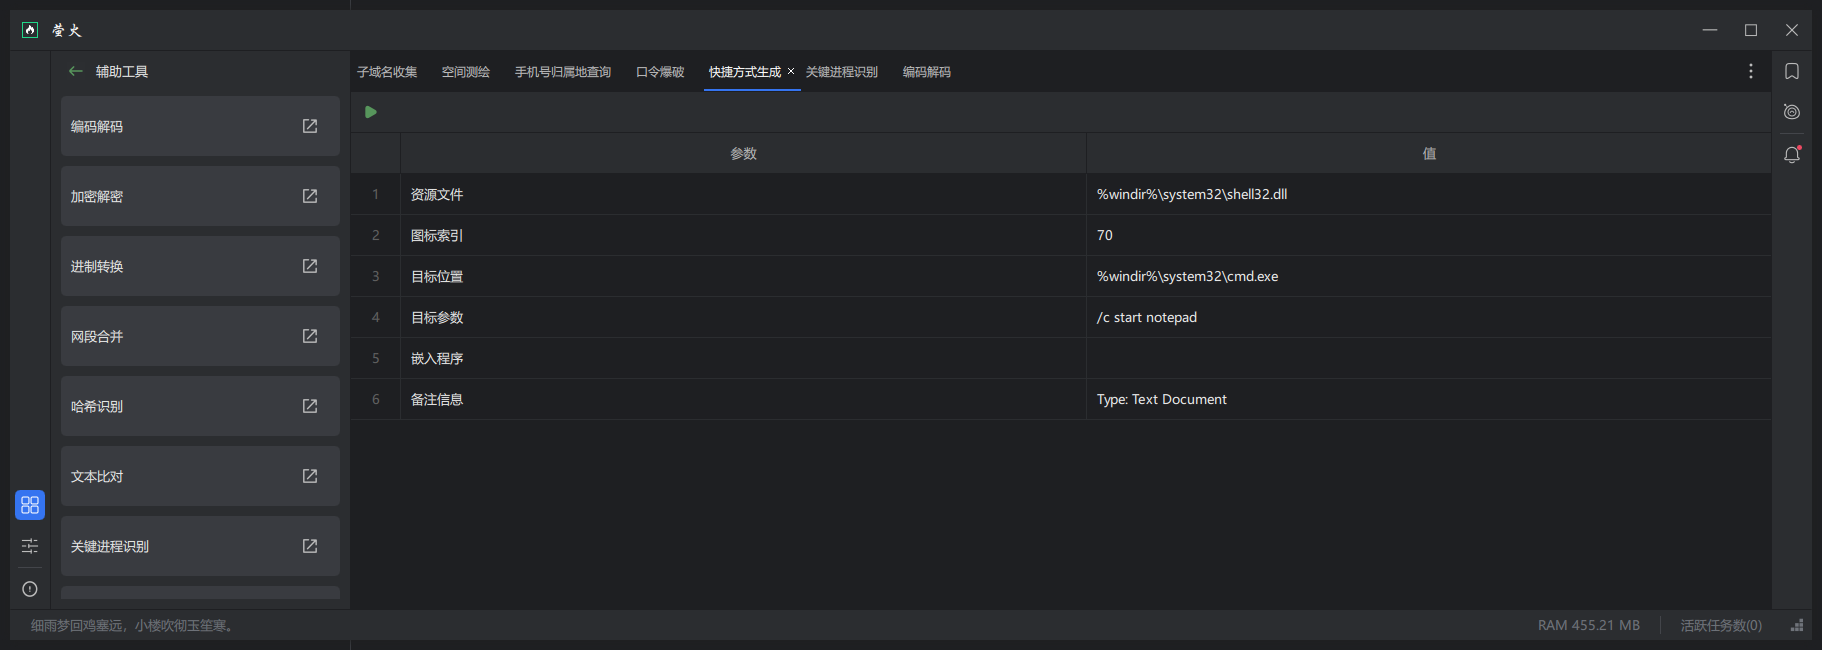 萤火
辅助工具
编码解码
加密解密
进制转换
网段合并
哈希识别
文本比对
关键进程识别
子域名收集 空间测绘 手机号归属地查询 口令爆破 快捷方式生成 × 关键进程识别 编码解码
参数 值
1 资源文件 %windir%\system32\shell32.dll
2 图标索引 70
3 目标位置 %windir%\system32\cmd.exe
4 目标参数 /c start notepad
5 嵌入程序
6 备注信息 Type: Text Document
细雨梦回鸡塞远，小楼吹彻玉笙寒。
RAM 455.21 MB 活跃任务数(0)